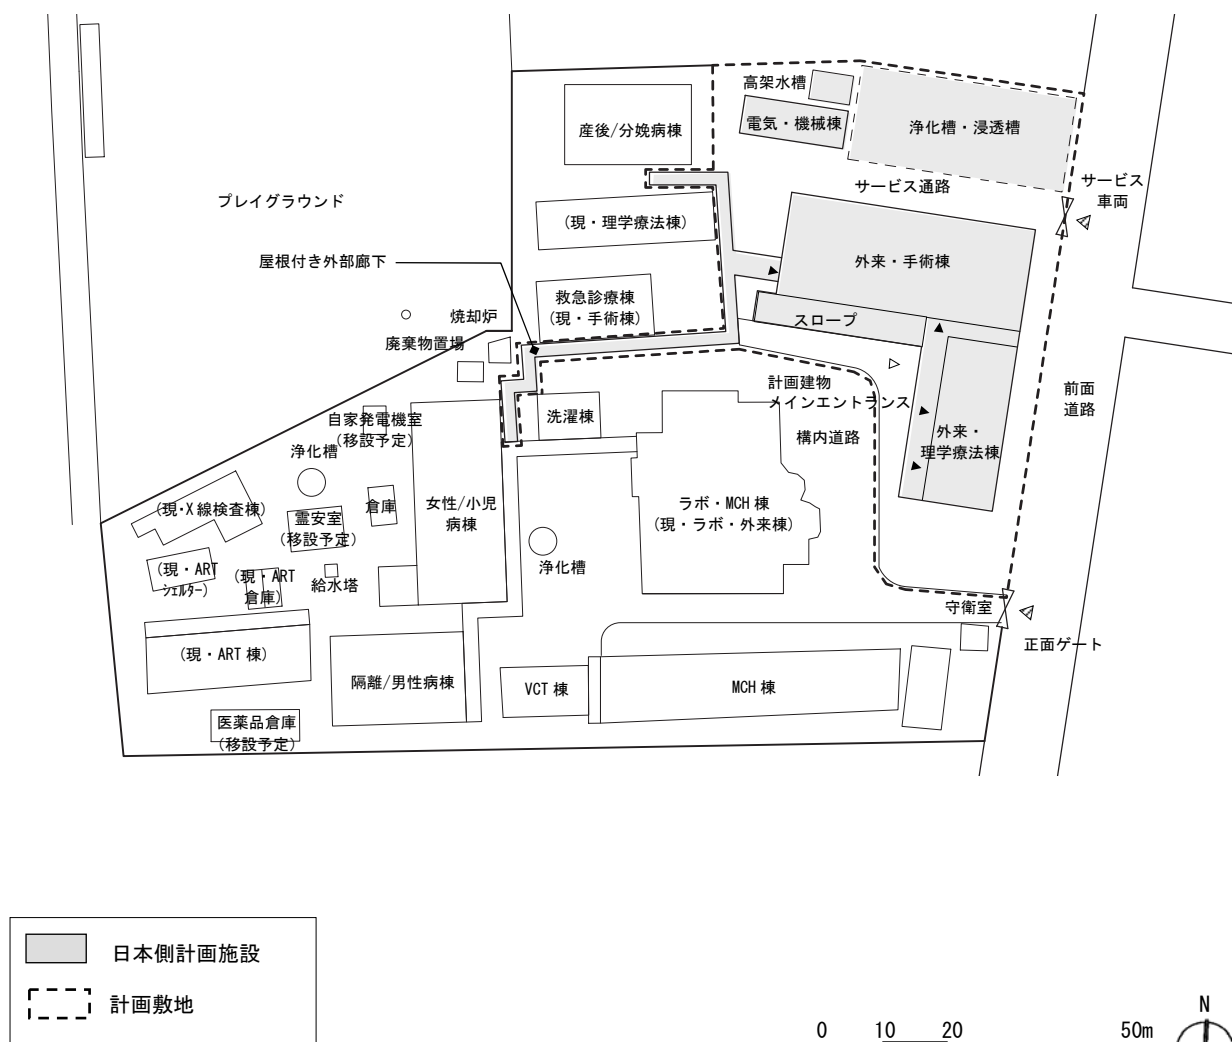 高架水槽
電気・機械棟
浄化槽・浸透槽
産後/分娩病棟
サービス通路
サービス
車両
プレイグラウンド
(現・理学療法棟)
屋根付き外部廊下
外来・手術棟
救急診療棟
(現・手術棟)
焼却炉
スロープ
廃棄物置場
計画建物
メインエントランス
前面
道路
自家発電機室
(移設予定)
洗濯棟
構内道路
外来・
理学療法棟
浄化槽
(現・X線検査棟)
倉庫
女性/小児
病棟
ラボ・MCH 棟
(現・ラボ・外来棟)
霊安室
(移設予定)
(現・ART
シェルター)
(現・ART
倉庫)
給水塔
浄化槽
守衛室
正面ゲート
(現・ART 棟)
隔離/男性病棟
VCT 棟
MCH 棟
医薬品倉庫
(移設予定)
日本側計画施設
計画敷地
0 10 20 50m
N